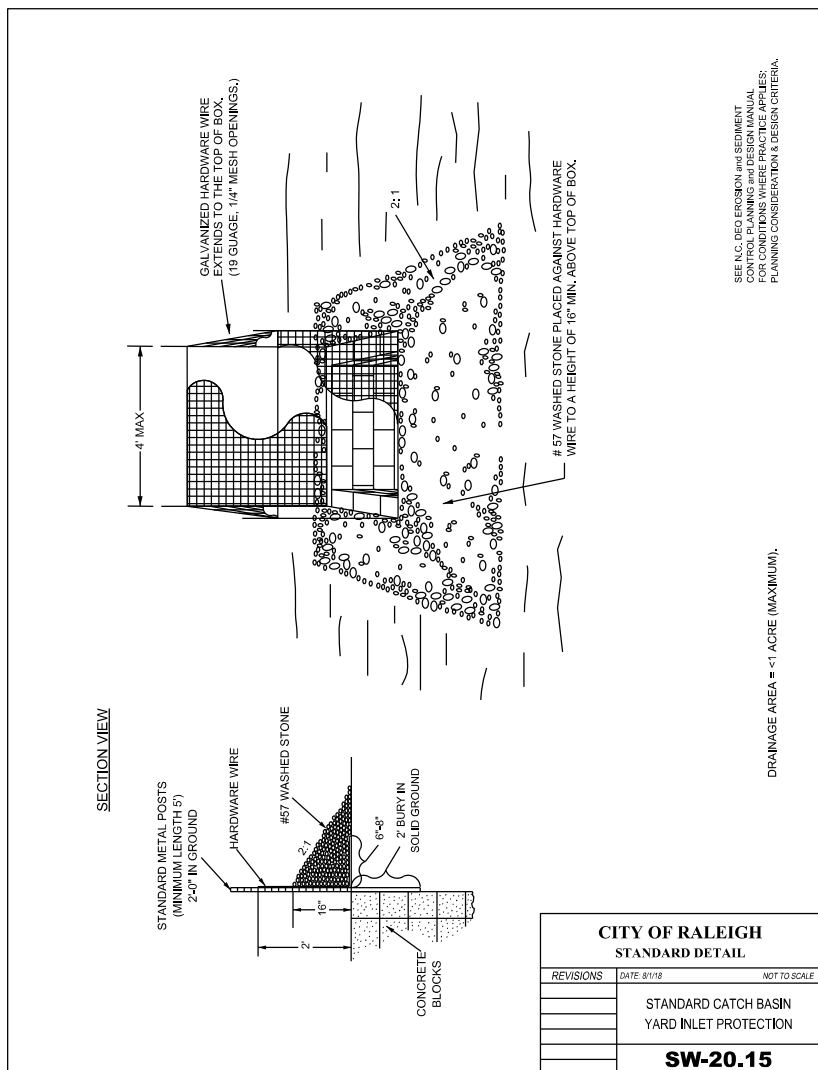 SECTION VIEW
STANDARD METAL POSTS
(MINIMUM LENGTH 5')
2'-0" IN GROUND
HARDWARE WIRE
#57 WASHED STONE
2:1
16"
2'
6"-8"
2' BURY IN
SOLID GROUND
CONCRETE
BLOCKS
GALVANIZED HARDWARE WIRE
EXTENDS TO THE TOP OF BOX.
(19 GUAGE, 1/4" MESH OPENINGS.)
4' MAX
2:1
# 57 WASHED STONE PLACED AGAINST HARDWARE
WIRE TO A HEIGHT OF 16" MIN. ABOVE TOP OF BOX.
DRAINAGE AREA = <1 ACRE (MAXIMUM).
SEE N.C. DEQ EROSION and SEDIMENT
CONTROL PLANNING and DESIGN MANUAL
FOR CONDITIONS WHERE PRACTICE APPLIES;
PLANNING CONSIDERATION & DESIGN CRITERIA.
CITY OF RALEIGH
STANDARD DETAIL
REVISIONS
DATE: 8/1/18
NOT TO SCALE
STANDARD CATCH BASIN
YARD INLET PROTECTION
SW-20.15